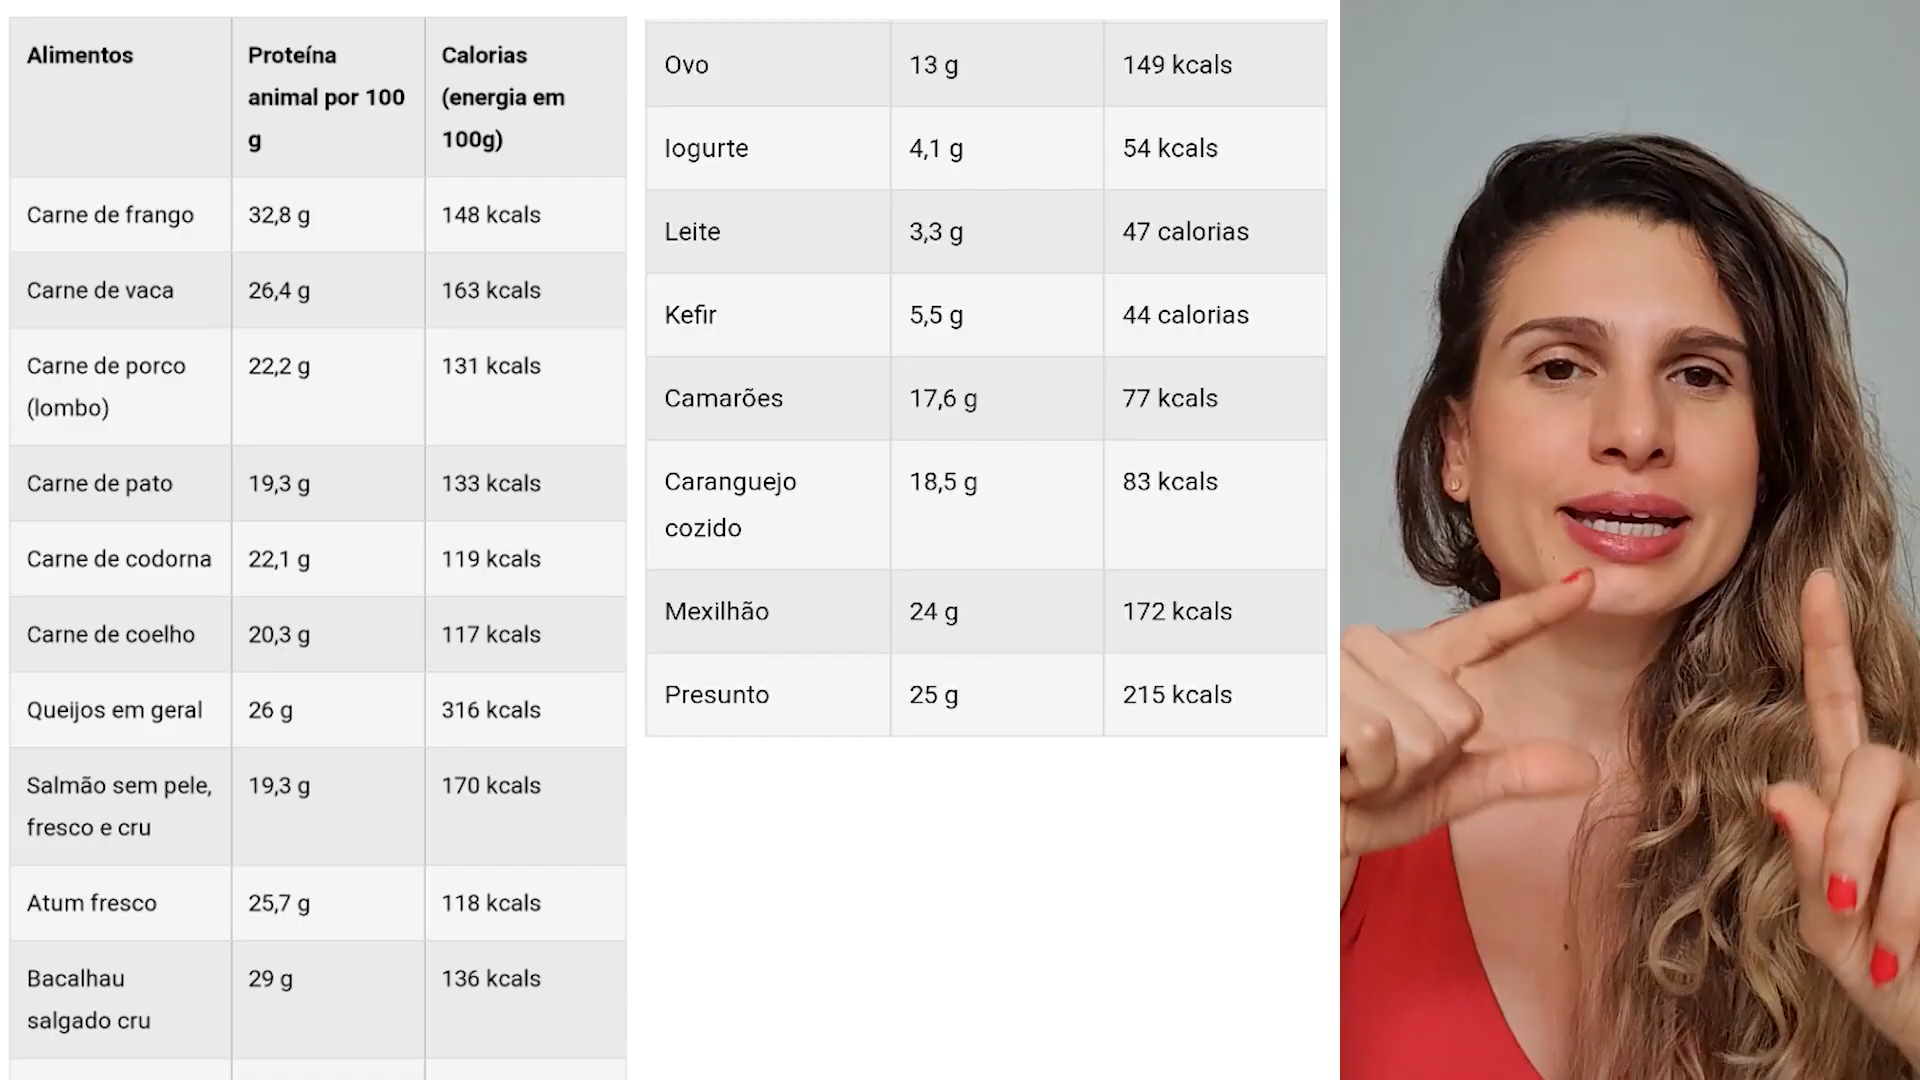 Alimentos
Proteína
animal por 100
g
Calorias
(energia em
100g)
Carne de frango 32,8 g 148 kcals
Carne de vaca 26,4 g 163 kcals
Carne de porco
(lombo)
22,2 g 131 kcals
Carne de pato 19,3 g 133 kcals
Carne de codorna 22,1 g 119 kcals
Carne de coelho 20,3 g 117 kcals
Queijos em geral 26 g 316 kcals
Salmão sem pele,
fresco e cru
19,3 g 170 kcals
Atum fresco 25,7 g 118 kcals
Bacalhau
salgado cru
29 g 136 kcals
Ovo 13 g 149 kcals
Iogurte 4,1 g 54 kcals
Leite 3,3 g 47 calorias
Kefir 5,5 g 44 calorias
Camarões 17,6 g 77 kcals
Caranguejo
cozido
18,5 g 83 kcals
Mexilhão 24 g 172 kcals
Presunto 25 g 215 kcals